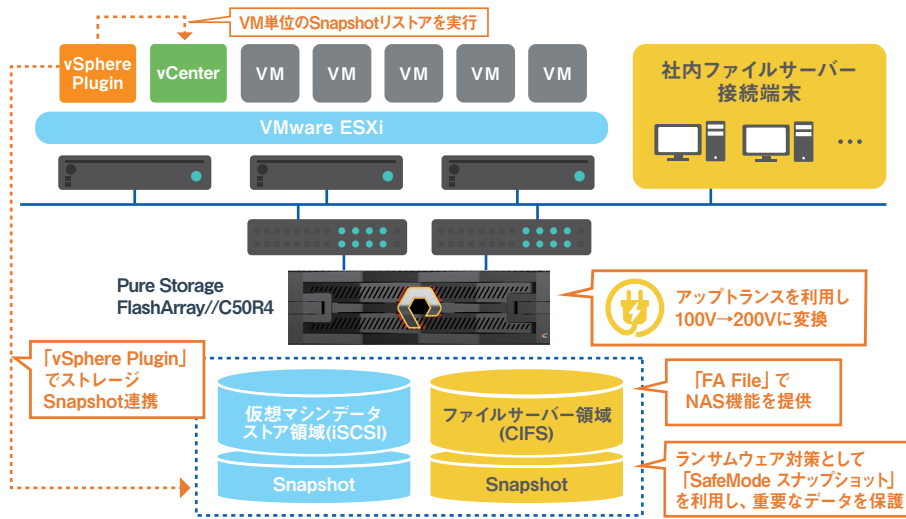 VM単位のSnapshotリストアを実行
vSphere
Plugin
vCenter
VM
VM
VM
VM
VM
VMware ESXi
社内ファイルサーバー
接続端末
…
Pure Storage
FlashArray//C50R4
アップトランスを利用し
100V→200Vに変換
「vSphere Plugin」
でストレージ
Snapshot連携
仮想マシンデータ
ストア領域(iSCSI)
Snapshot
ファイルサーバー領域
(CIFS)
Snapshot
「FA File」で
NAS機能を提供
ランサムウェア対策として
「SafeMode スナップショット」
を利用し、重要なデータを保護